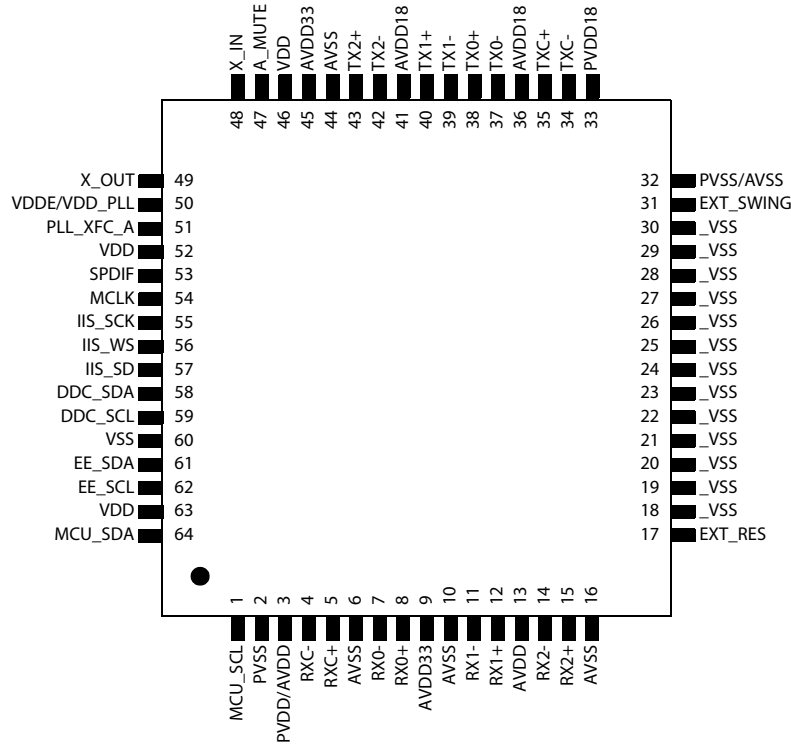 X_IN
A_MUTE
VDD
AVDD33
AVSS
TX2+
TX2-
AVDD18
TX1+
TX1-
TX0+
TX0-
AVDD18
TXC+
TXC-
PVDD18
48
47
46
45
44
43
42
41
40
39
38
37
36
35
34
33
X_OUT 49
VDDE/VDD_PLL 50
PLL_XFC_A 51
VDD 52
SPDIF 53
MCLK 54
IIS_SCK 55
IIS_WS 56
IIS_SD 57
DDC_SDA 58
DDC_SCL 59
VSS 60
EE_SDA 61
EE_SCL 62
VDD 63
MCU_SDA 64
32 PVSS/AVSS
31 EXT_SWING
30 _VSS
29 _VSS
28 _VSS
27 _VSS
26 _VSS
25 _VSS
24 _VSS
23 _VSS
22 _VSS
21 _VSS
20 _VSS
19 _VSS
18 _VSS
17 EXT_RES
1
2
3
4
5
6
7
8
9
10
11
12
13
14
15
16
MCU_SCL
PVSS
PVDD/AVDD
RXC-
RXC+
AVSS
RX0-
RX0+
AVDD33
AVSS
RX1-
RX1+
AVDD
RX2-
RX2+
AVSS